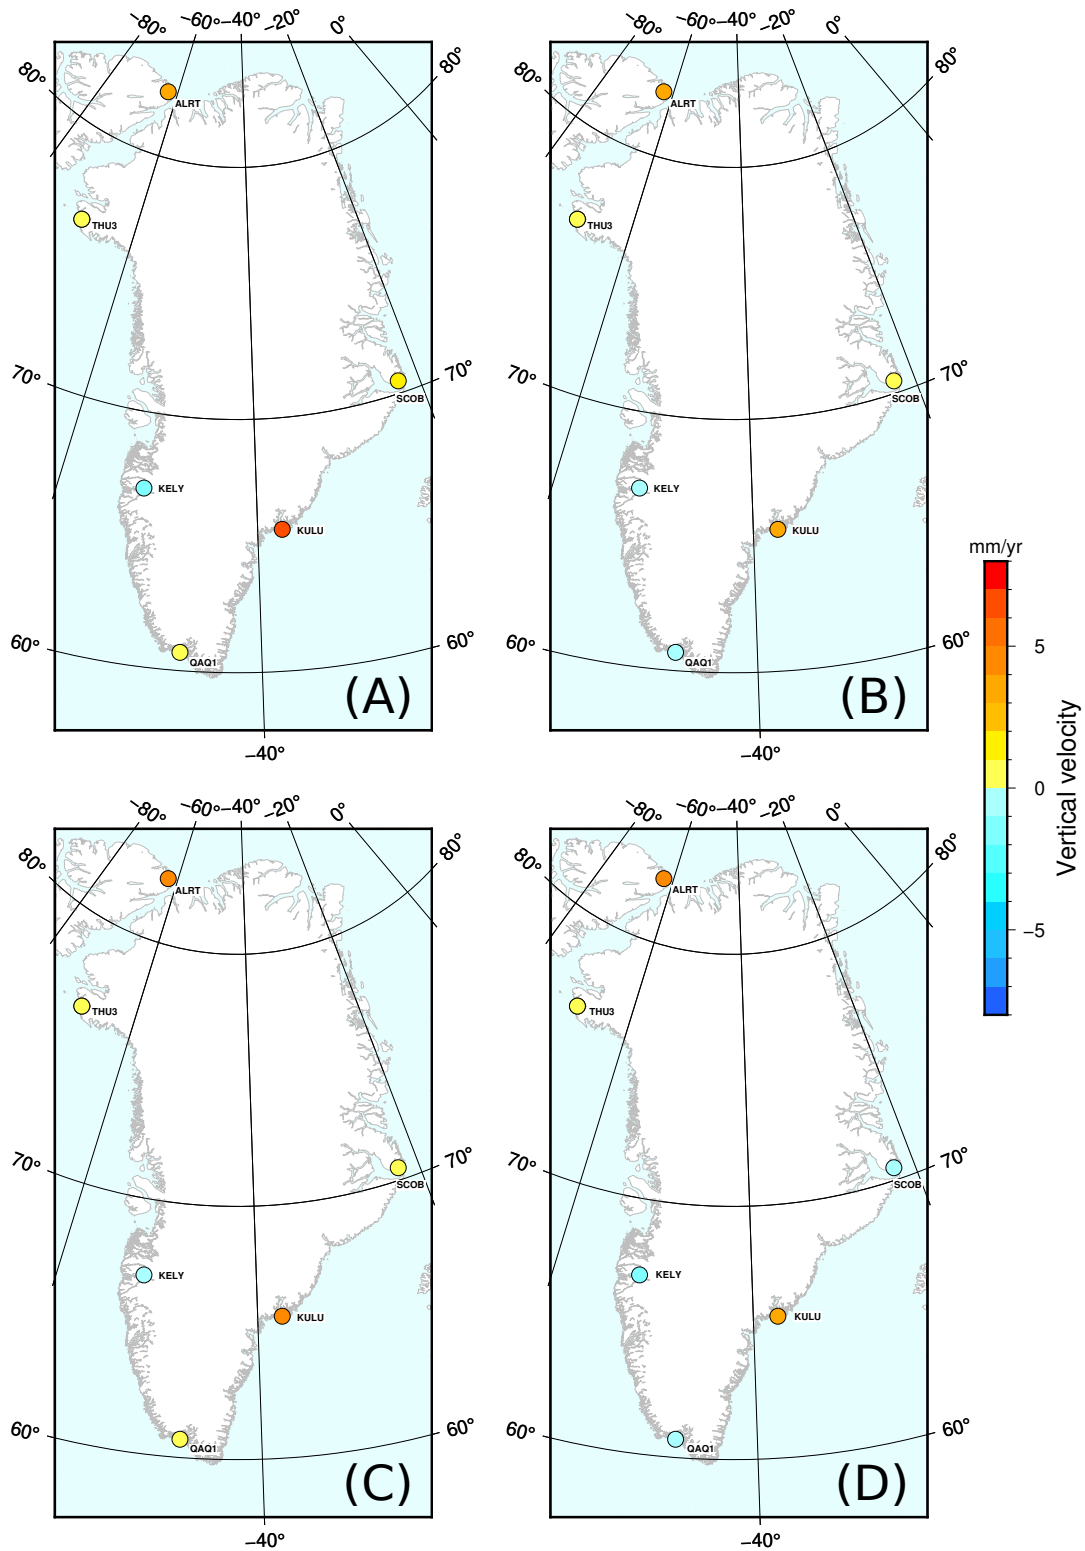 −80° −60° −40° −20° 0°
−80° −60° −40° −20° 0°
80° 80°
80° 80°
ALRT
ALRT
THU3
THU3
70° 70°
70° 70°
SCOB
SCOB
KELY
KELY
KULU
KULU
mm/yr
60° 60°
60° 60°
QAQ1
QAQ1
(A)
(B)
−40°
−40°
5
0
−5
Vertical velocity
−80° −60° −40° −20° 0°
−80° −60° −40° −20° 0°
80° 80°
80° 80°
ALRT
ALRT
THU3
THU3
70° 70°
70° 70°
SCOB
SCOB
KELY
KELY
KULU
KULU
60° 60°
60° 60°
QAQ1
QAQ1
(C)
(D)
−40°
−40°